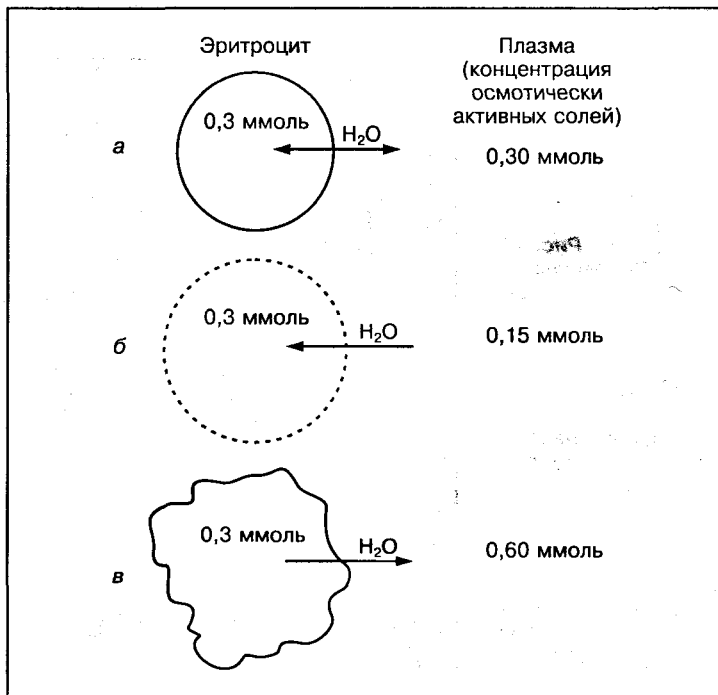 Эритроцит
Плазма
(концентрация
осмотически
активных солей)
а
0,3 ммоль
H₂O
0,30 ммоль
Рис
б
0,3 ммоль
H₂O
0,15 ммоль
в
0,3 ммоль
H₂O
0,60 ммоль